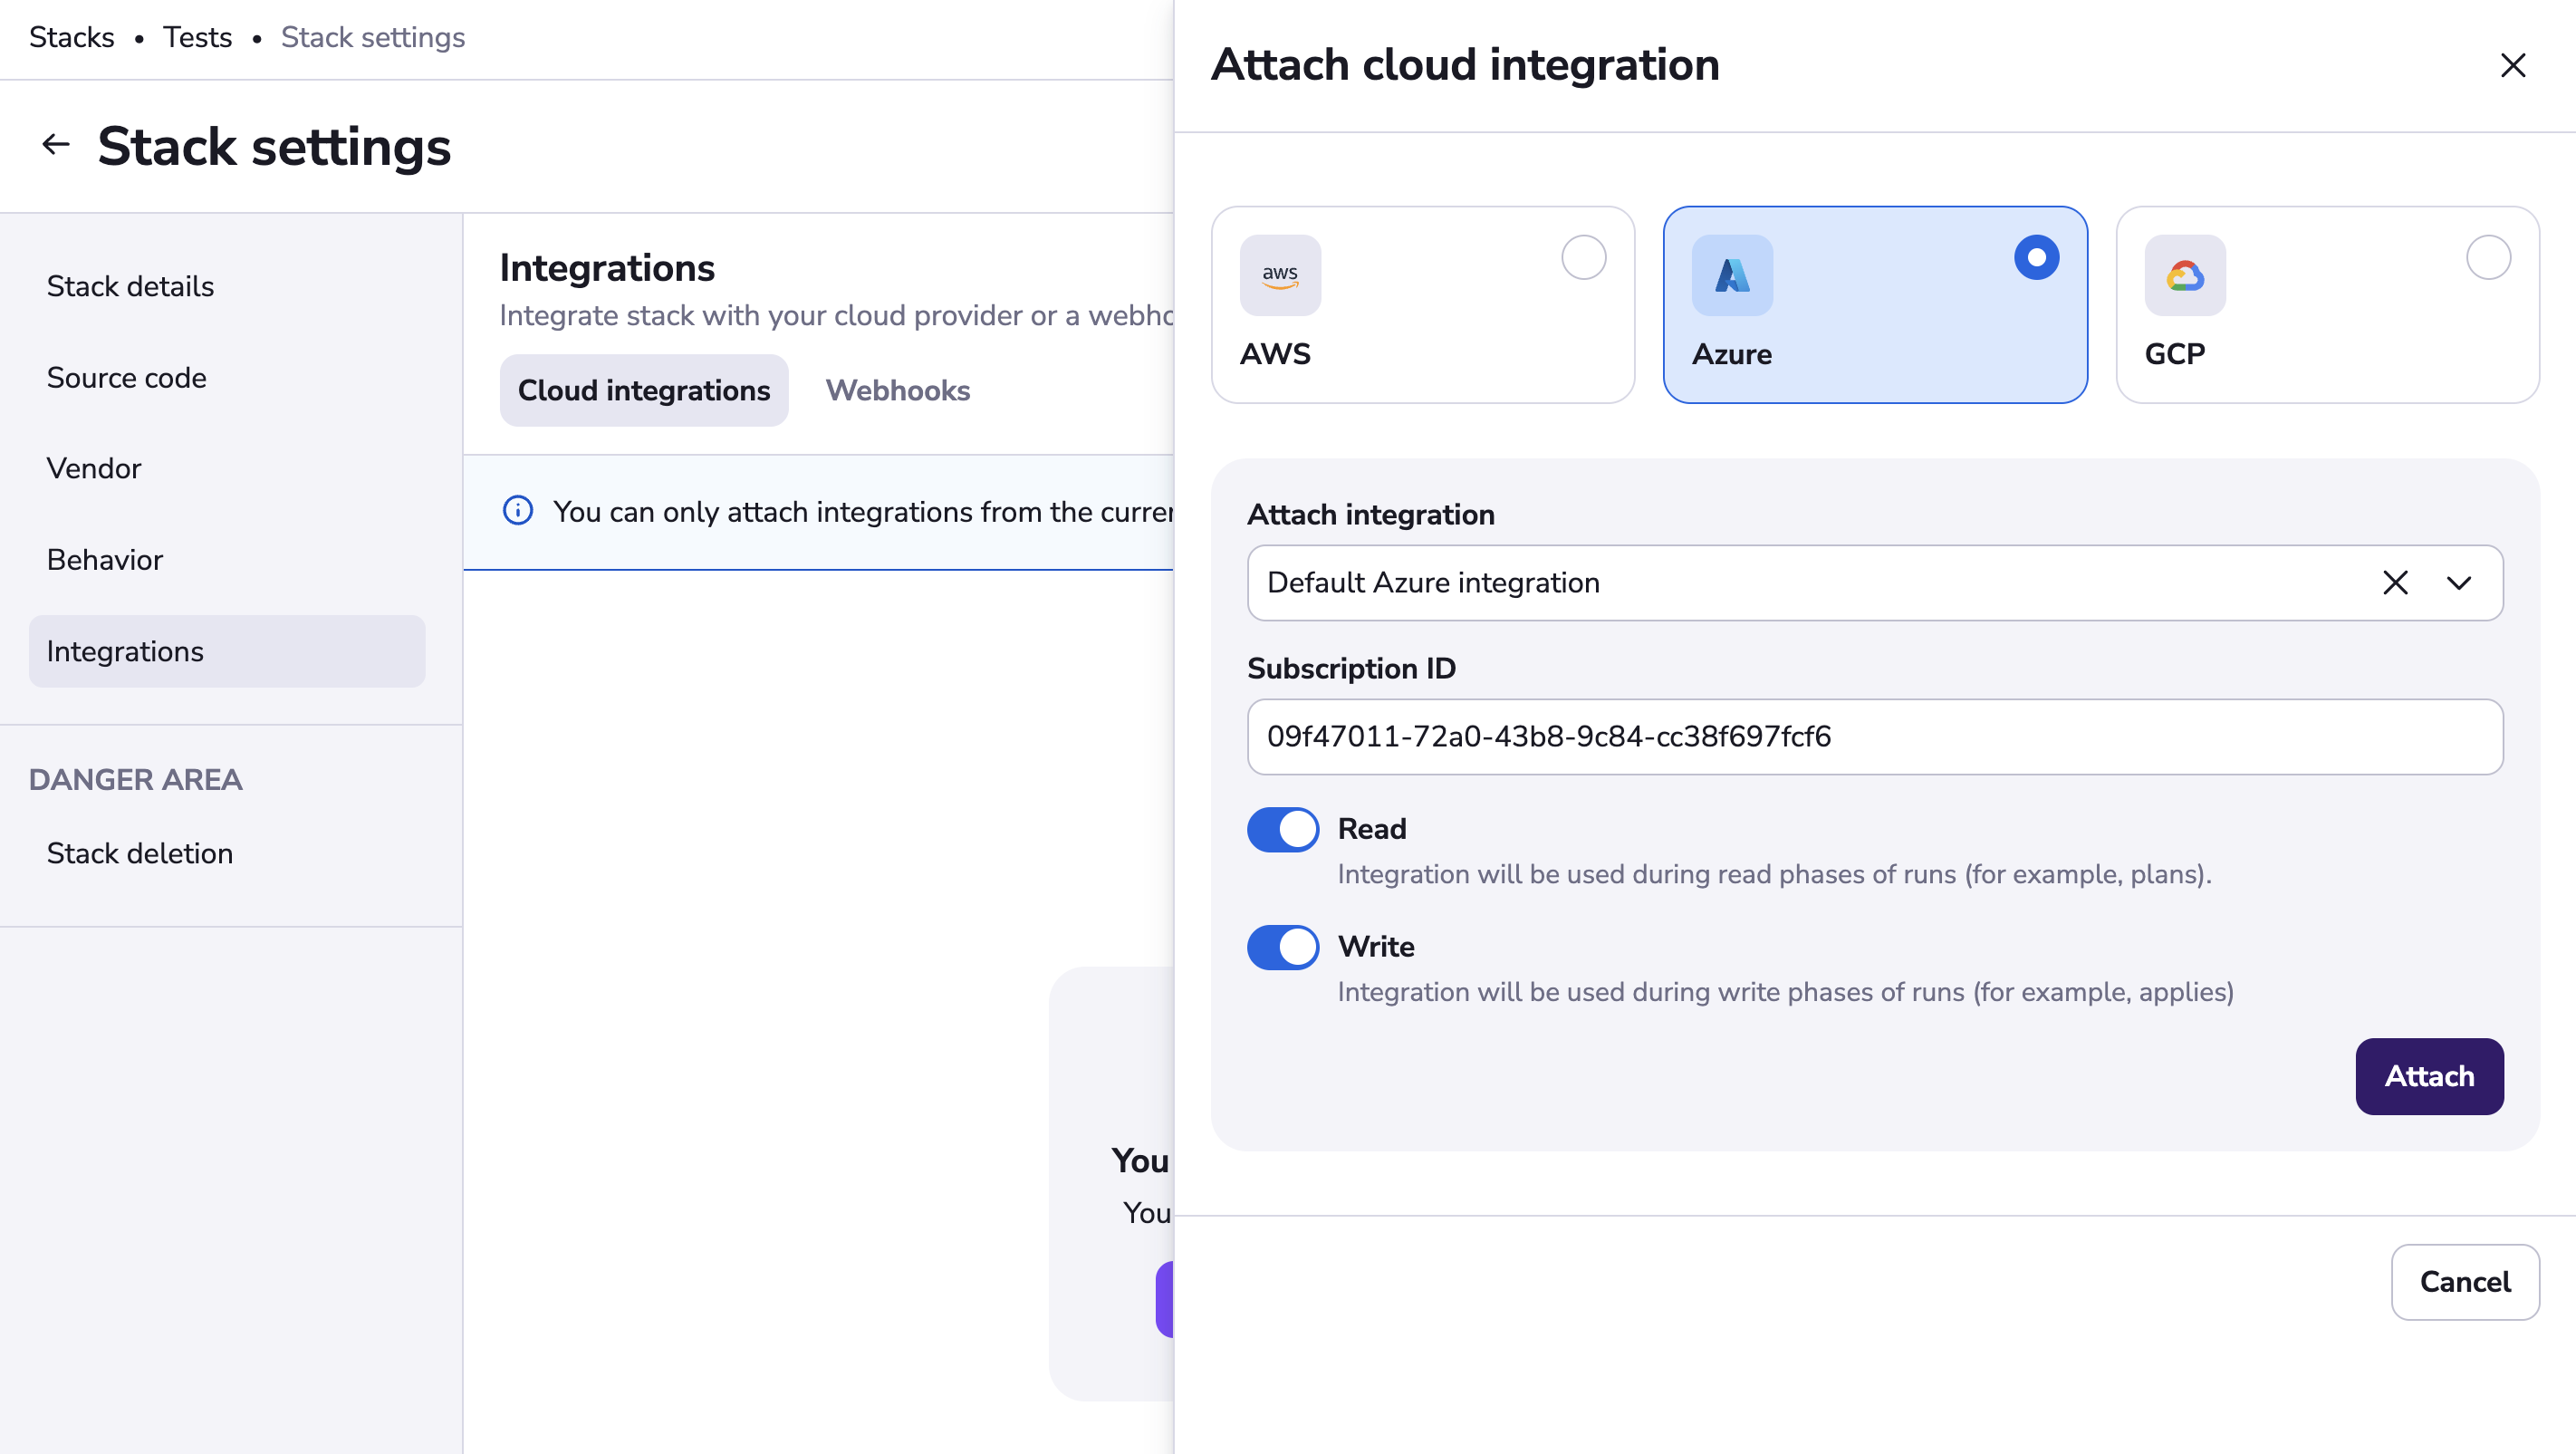 Stacks • Tests • Stack settings
Stack settings
Stack details
Source code
Vendor
Behavior
Integrations
DANGER AREA
Stack deletion
Integrations
Integrate stack with your cloud provider or a
Cloud integrations
Webhooks
You can only attach integrations from the
You
You
Attach cloud integration
aws
AWS
Azure
GCP
Attach integration
Default Azure integration
Subscription ID
09f47011-72a0-43b8-9c84-cc38f697fcf6
Read
Integration will be used during read phases of runs (for example, plans).
Write
Integration will be used during write phases of runs (for example, applies)
Attach
Cancel